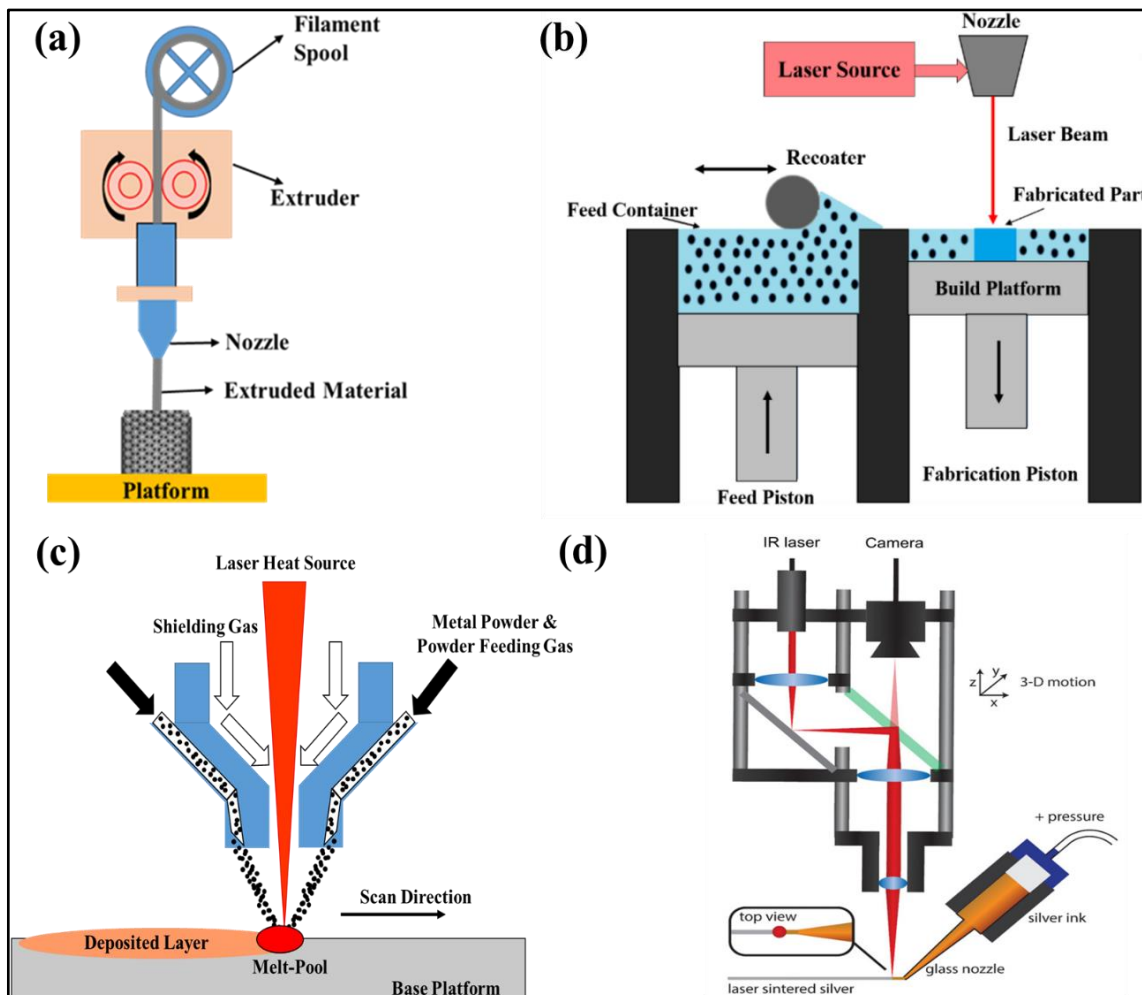 (a)
Filament
Spool
Extruder
Nozzle
Extruded Material
Platform
(b)
Nozzle
Laser Source
Laser Beam
Recoater
Feed Container
Fabricated Part
Build Platform
Feed Piston
Fabrication Piston
(c)
Laser Heat Source
Shielding Gas
Metal Powder &
Powder Feeding Gas
Scan Direction
Deposited Layer
Melt-Pool
Base Platform
(d)
IR laser
Camera
z
y
x
3-D motion
+ pressure
silver ink
top view
glass nozzle
laser sintered silver